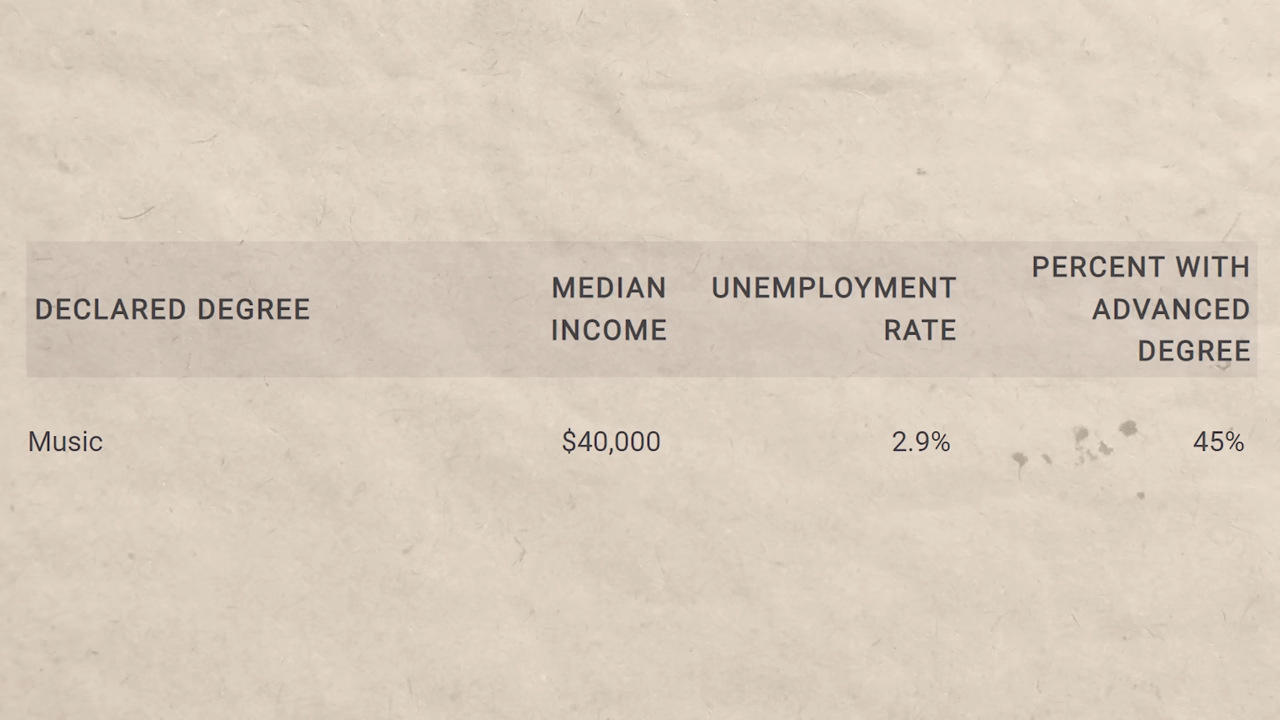 DECLARED DEGREE
MEDIAN
INCOME
UNEMPLOYMENT
RATE
PERCENT WITH
ADVANCED
DEGREE
Music $40,000 2.9% 45%